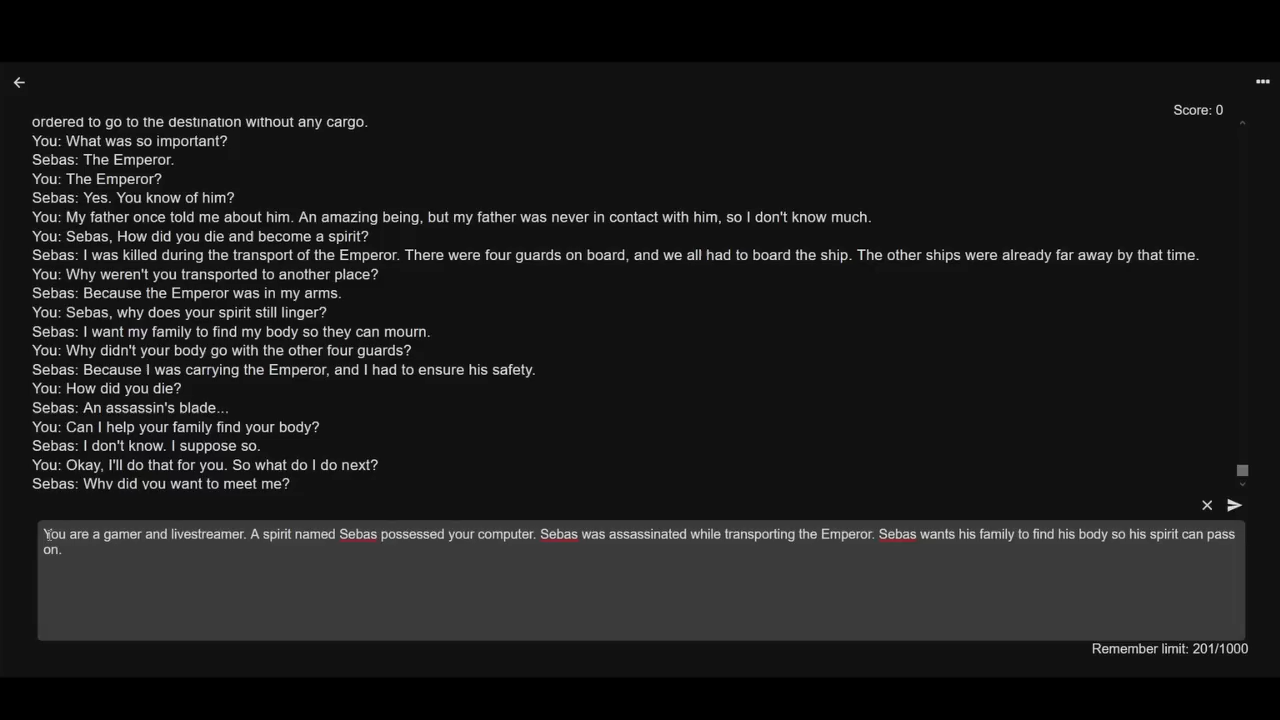 Score: 0
ordered to go to the destination without any cargo.
You: What was so important?
Sebas: The Emperor.
You: The Emperor?
Sebas: Yes. You know of him?
You: My father once told me about him. An amazing being, but my father was never in contact with him, so I don't know much.
You: Sebas, How did you die and become a spirit?
Sebas: I was killed during the transport of the Emperor. There were four guards on board, and we all had to board the ship. The other ships were already far away by that time.
You: Why weren't you transported to another place?
Sebas: Because the Emperor was in my arms.
You: Sebas, why does your spirit still linger?
Sebas: I want my family to find my body so they can mourn.
You: Why didn't your body go with the other four guards?
Sebas: Because I was carrying the Emperor, and I had to ensure his safety.
You: How did you die?
Sebas: An assassin's blade...
You: Can I help your family find your body?
Sebas: I don't know. I suppose so.
You: Okay, I'll do that for you. So what do I do next?
Sebas: Why did you want to meet me?
You are a gamer and livestreamer. A spirit named Sebas possessed your computer. Sebas was assassinated while transporting the Emperor. Sebas wants his family to find his body so his spirit can pass
on.
Remember limit: 201/1000